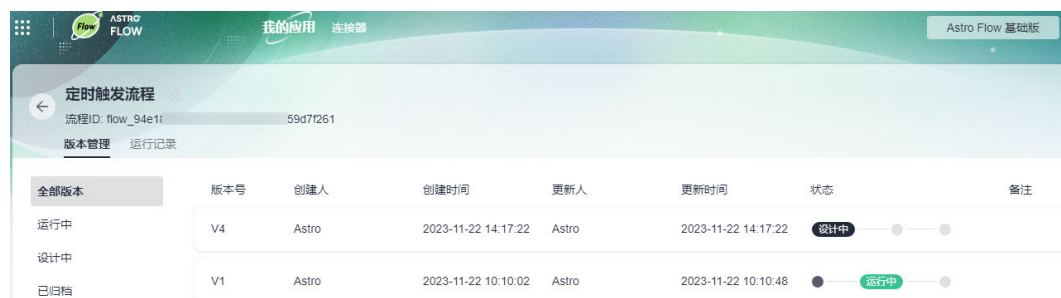 Flow ASTRO FLOW 我的应用 连接器 Astro Flow 基础版
定时触发流程
流程ID: flow_94e18 59d7f261
版本管理 运行记录
全部版本 版本号 创建人 创建时间 更新人 更新时间 状态 备注
运行中 V4 Astro 2023-11-22 14:17:22 Astro 2023-11-22 14:17:22 设计中
设计中
已归档 V1 Astro 2023-11-22 10:10:02 Astro 2023-11-22 10:10:48 运行中